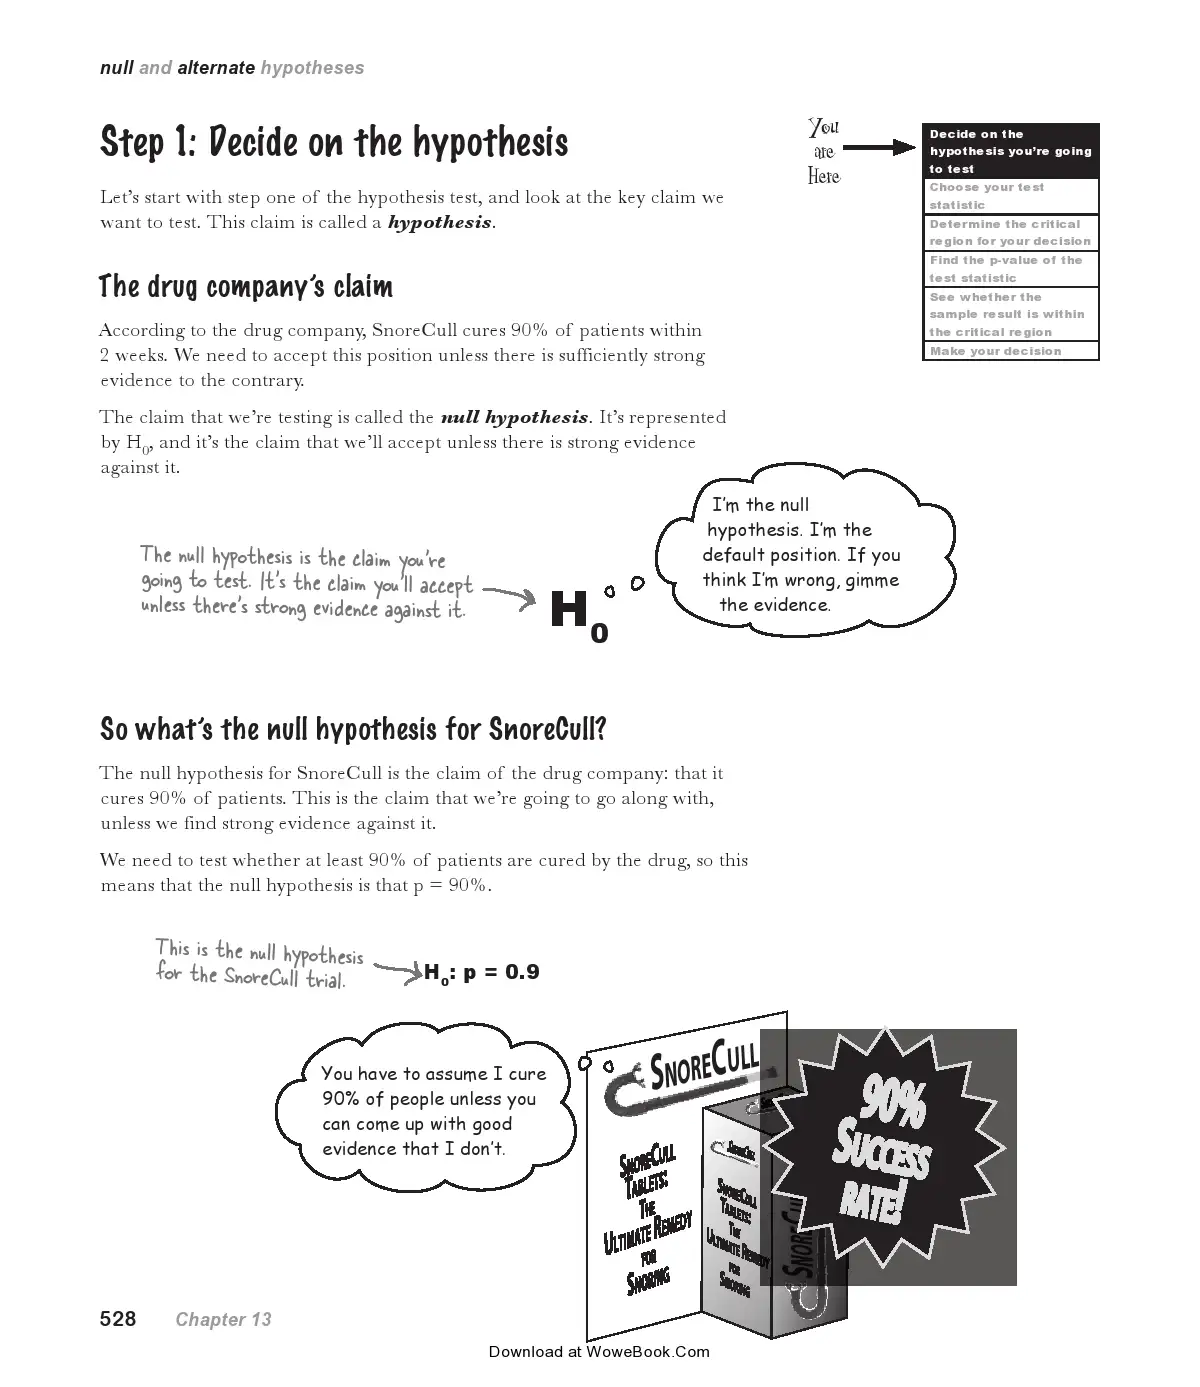 null and alternate hypotheses
Step 1: Decide on the hypothesis
Let's start with step one of the hypothesis test, and look at the key claim we
want to test. This claim is called a hypothesis.
You
are
Here
Decide on the
hypothesis you're going
to test
Choose your test
statistic
Determine the critical
region for your decision
Find the p-value of the
test statistic
See whether the
sample result is within
the critical region
Make your decision
The drug company's claim
According to the drug company, SnoreCull cures 90% of patients within
2 weeks. We need to accept this position unless there is sufficiently strong
evidence to the contrary.
The claim that we're testing is called the null hypothesis. It's represented
by H0, and it's the claim that we'll accept unless there is strong evidence
against it.
I'm the null
hypothesis. I'm the
default position. If you
think I'm wrong, gimme
the evidence.
The null hypothesis is the claim you're
going to test. It's the claim you'll accept
unless there's strong evidence against it.
H0
So what's the null hypothesis for SnoreCull?
The null hypothesis for SnoreCull is the claim of the drug company: that it
cures 90% of patients. This is the claim that we're going to go along with,
unless we find strong evidence against it.
We need to test whether at least 90% of patients are cured by the drug, so this
means that the null hypothesis is that p = 90%.
This is the null hypothesis
for the SnoreCull trial.
H0: p = 0.9
You have to assume I cure
90% of people unless you
can come up with good
evidence that I don't.
SNORECULL
SNORECULL
TABLETS:
THE
ULTIMATE REMEDY
FOR
SNORING
SNORECULL
SNORECULL
TABLETS:
THE
ULTIMATE REMEDY
FOR
SNORING
90%
SUCCESS
RATE!
528 Chapter 13
Download at WoweBook.Com